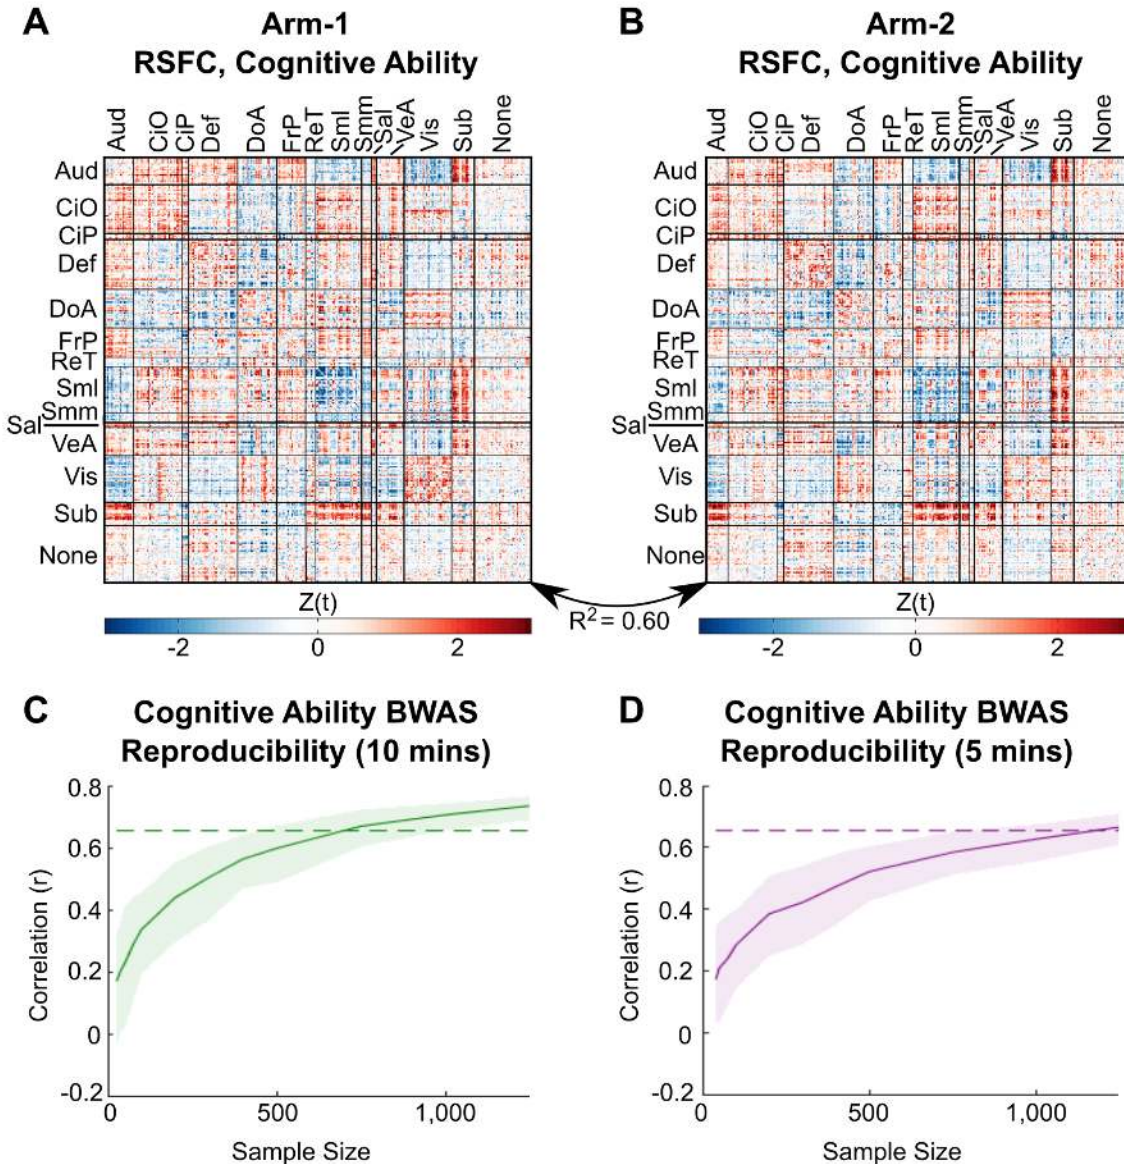 A
Arm-1
RSFC, Cognitive Ability
Aud CiO CiP Def DoA FrP ReT Sml Smm Sal VeA Vis Sub None
Aud
CiO
CiP
Def
DoA
FrP
ReT
Sml
Smm
Sal
VeA
Vis
Sub
None
Z(t)
-2 0 2
B
Arm-2
RSFC, Cognitive Ability
Aud CiO CiP Def DoA FrP ReT Sml Smm Sal VeA Vis Sub None
Aud
CiO
CiP
Def
DoA
FrP
ReT
Sml
Smm
Sal
VeA
Vis
Sub
None
Z(t)
-2 0 2
R² = 0.60
C
Cognitive Ability BWAS
Reproducibility (10 mins)
Correlation (r)
0.8
0.6
0.4
0.2
0
-0.2
0 500 1,000
Sample Size
D
Cognitive Ability BWAS
Reproducibility (5 mins)
Correlation (r)
0.8
0.6
0.4
0.2
0
-0.2
0 500 1,000
Sample Size